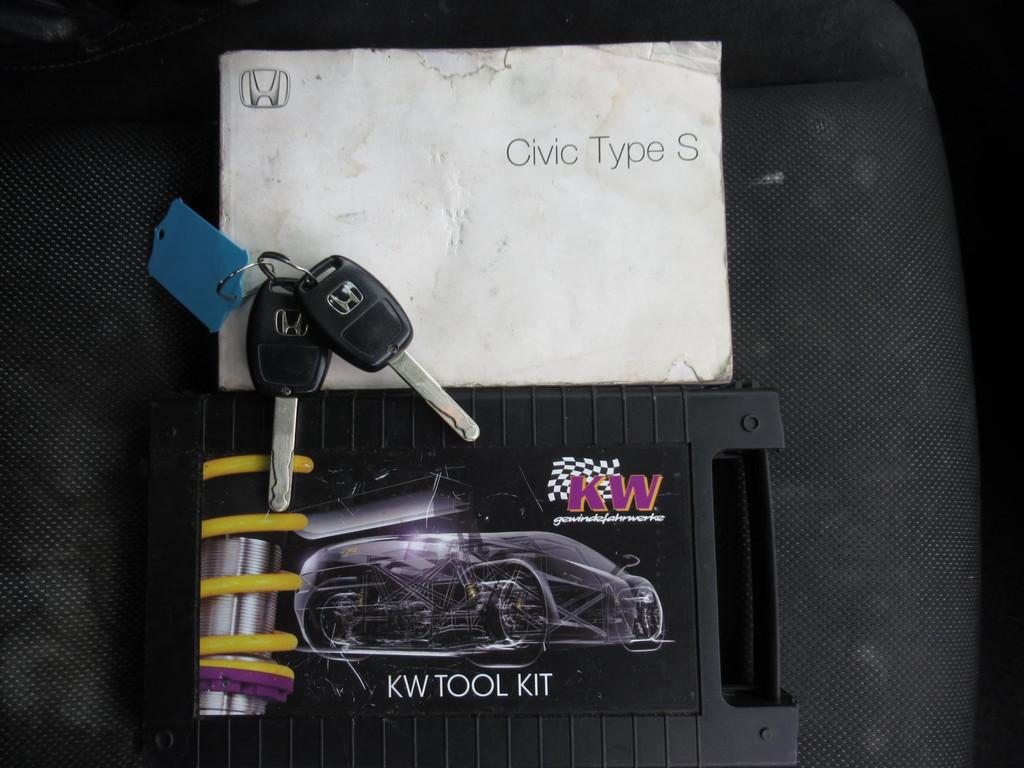 Civic Type S
KW
gewindefahrwerke
KW TOOL KIT